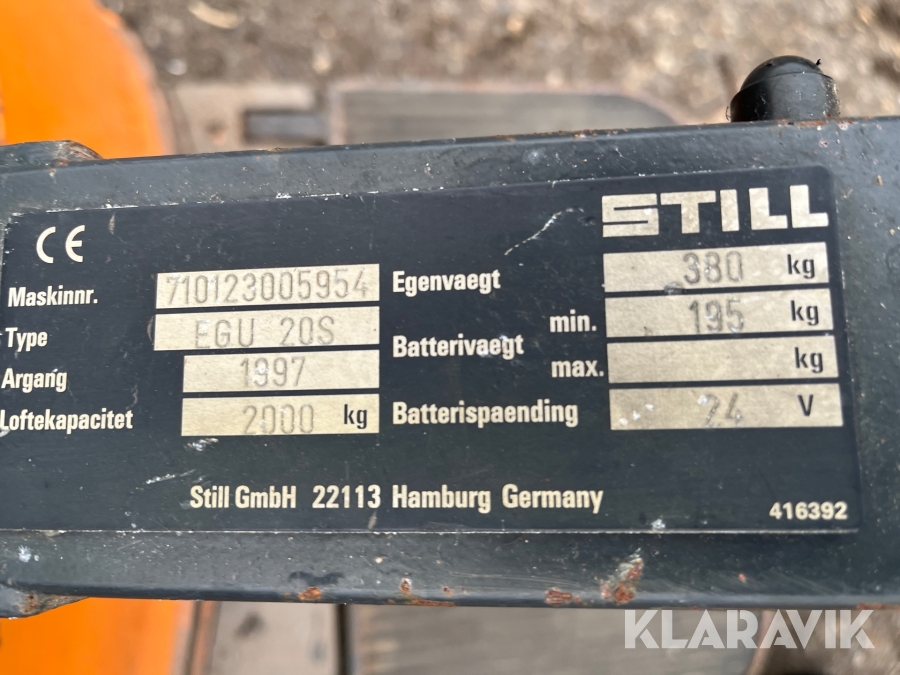 CE
STILL
Maskinnr. 710123005954
Type EGU 20S
Argang 1997
Loftekapacitet 2000 kg
Egenvaegt 380 kg
Batterivaegt min. 195 kg
max. kg
Batterispaending 24 V
Still GmbH 22113 Hamburg Germany
416392
KLARAVIK